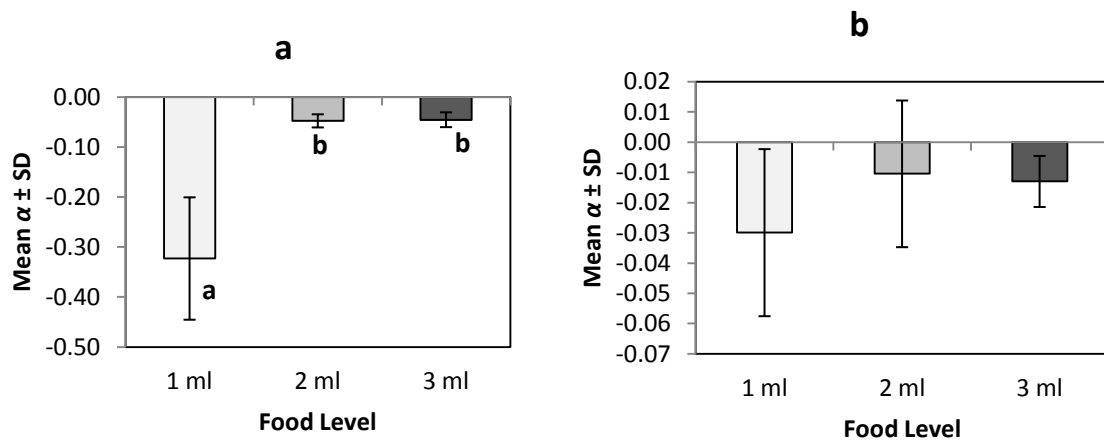 a
0.00
-0.10
-0.20
-0.30
-0.40
-0.50
Mean α ± SD
a
b
b
1 ml 2 ml 3 ml
Food Level
b
0.02
0.01
0.00
-0.01
-0.02
-0.03
-0.04
-0.05
-0.06
-0.07
Mean α ± SD
1 ml 2 ml 3 ml
Food Level